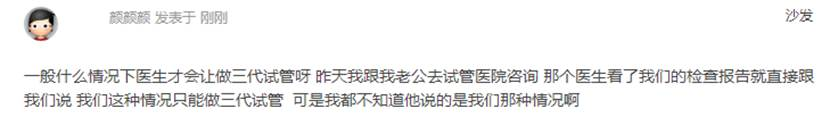 颜颜颜 发表于 刚刚 沙发
一般什么情况下医生才会让做三代试管呀 昨天我跟我老公去试管医院咨询 那个医生看了我们的检查报告就直接跟
我们说 我们这种情况只能做三代试管 可是我都不知道他说的是我们那种情况啊